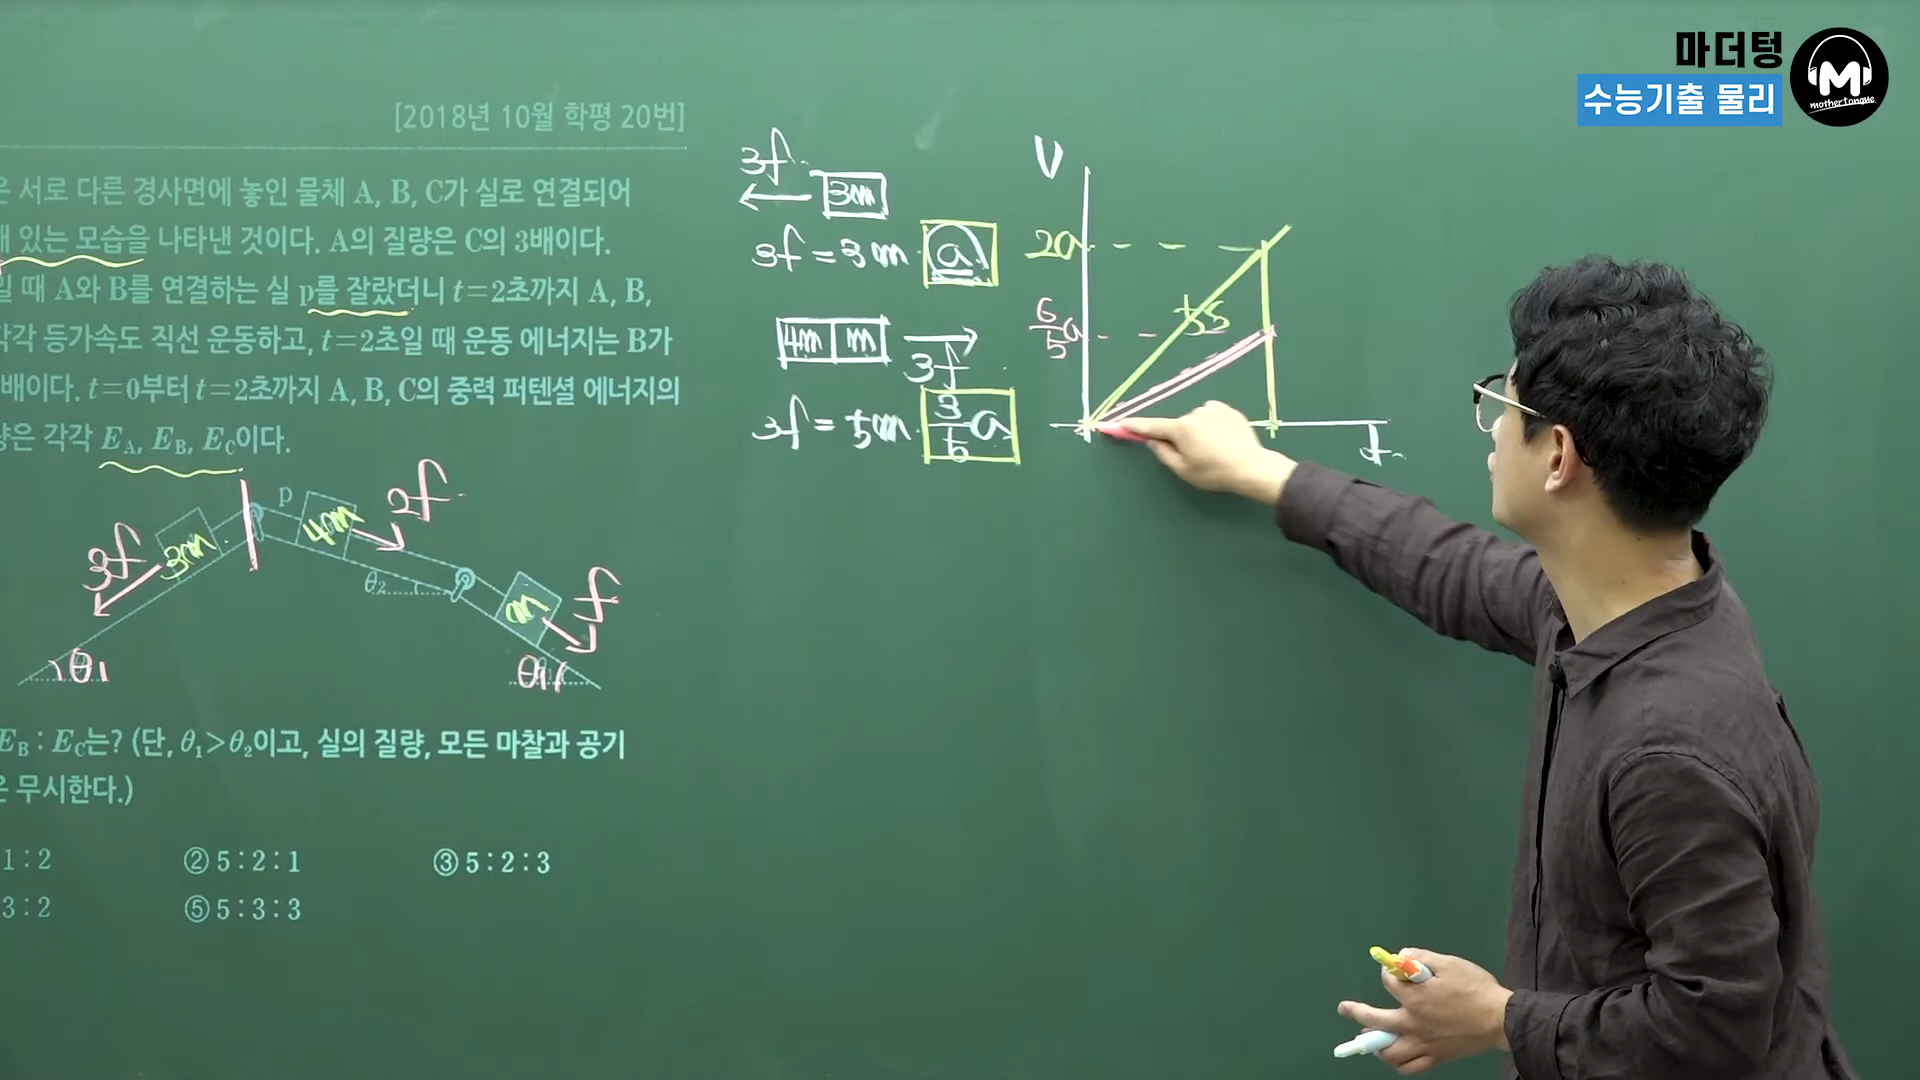 마더텅
수능기출 물리
mothertongue
[2018년 10월 학평 20번]
은 서로 다른 경사면에 놓인 물체 A, B, C가 실로 연결되어
해 있는 모습을 나타낸 것이다. A의 질량은 C의 3배이다.
일 때 A와 B를 연결하는 실 p를 잘랐더니 t=2초까지 A, B,
각각 등가속도 직선 운동하고, t=2초일 때 운동 에너지는 B가
배이다. t=0부터 t=2초까지 A, B, C의 중력 퍼텐셜 에너지의
량은 각각 E_A, E_B, E_C이다.
p
3f 3m
4m 2f
m f
θ₁
θ₂
θ₁
E_B : E_C는? (단, θ₁>θ₂이고, 실의 질량, 모든 마찰과 공기
은 무시한다.)
1 : 2
② 5 : 2 : 1
③ 5 : 2 : 3
3 : 2
⑤ 5 : 3 : 3
3f
3m
3f = 3m a
4m m
3f
3f = 5m 3/5 a
V
2a
6/5 a
t